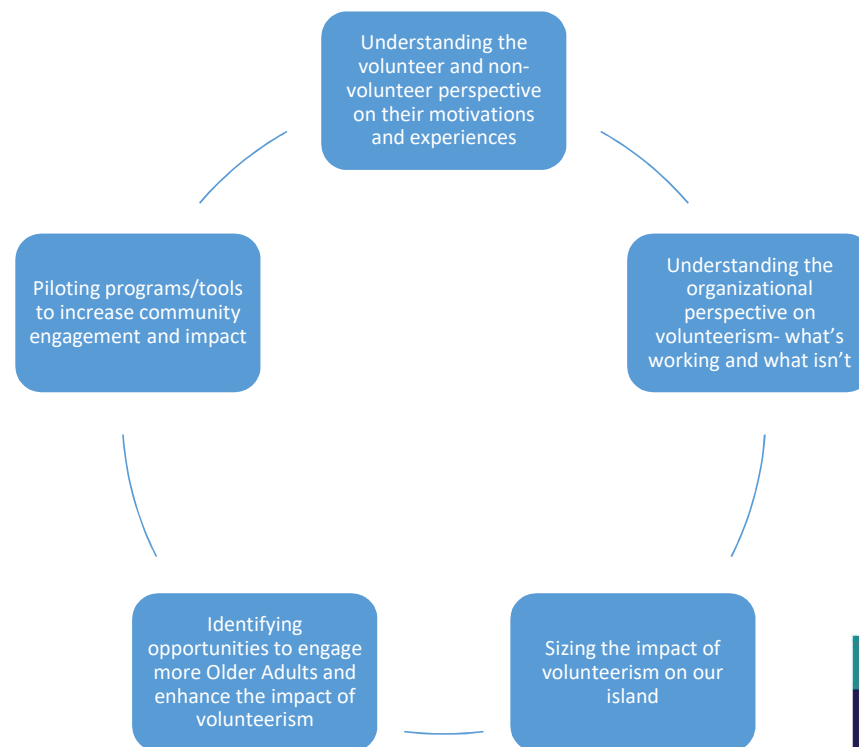 Understanding the
volunteer and non-
volunteer perspective
on their motivations
and experiences
Understanding the
organizational
perspective on
volunteerism- what’s
working and what isn’t
Sizing the impact of
volunteerism on our
island
Identifying
opportunities to engage
more Older Adults and
enhance the impact of
volunteerism
Piloting programs/tools
to increase community
engagement and impact